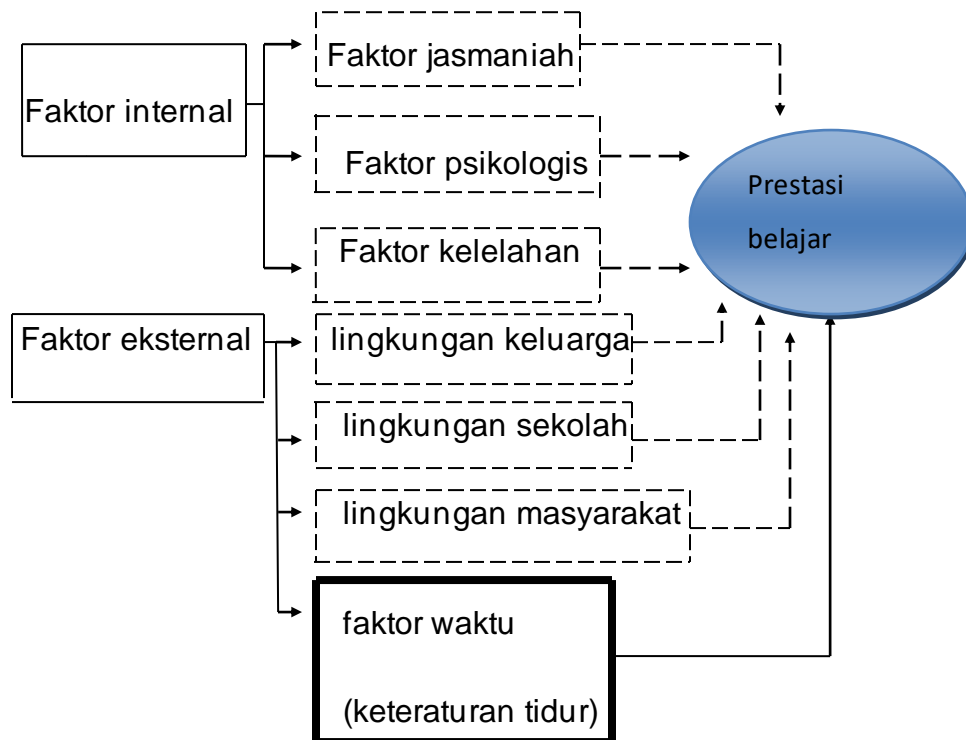 Faktor internal
Faktor jasmaniah
Faktor psikologis
Faktor kelelahan
Prestasi
belajar
Faktor eksternal
lingkungan keluarga
lingkungan sekolah
lingkungan masyarakat
faktor waktu
(keteraturan tidur)